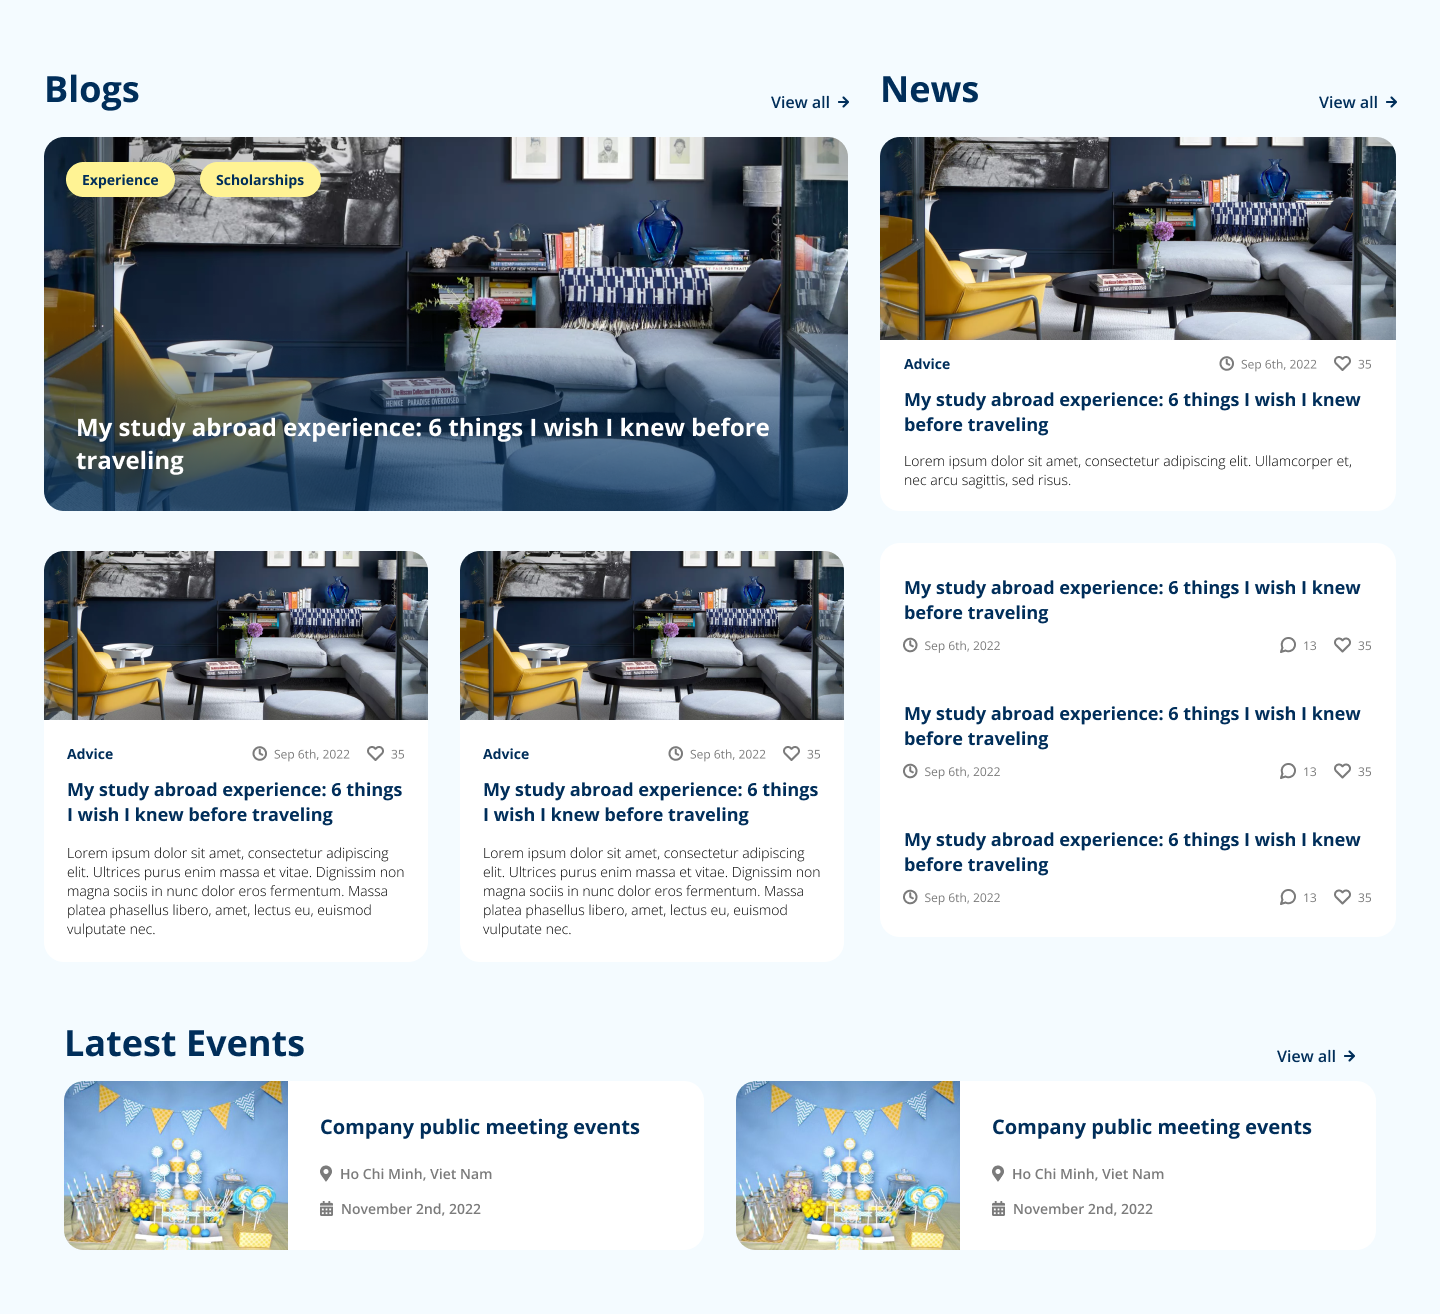 Blogs
View all
Experience
Scholarships
My study abroad experience: 6 things I wish I knew before
traveling
Advice
Sep 6th, 2022
35
My study abroad experience: 6 things
I wish I knew before traveling
Lorem ipsum dolor sit amet, consectetur adipiscing
elit. Ultrices purus enim massa et vitae. Dignissim non
magna sociis in nunc dolor eros fermentum. Massa
platea phasellus libero, amet, lectus eu, euismod
vulputate nec.
Advice
Sep 6th, 2022
35
My study abroad experience: 6 things
I wish I knew before traveling
Lorem ipsum dolor sit amet, consectetur adipiscing
elit. Ultrices purus enim massa et vitae. Dignissim non
magna sociis in nunc dolor eros fermentum. Massa
platea phasellus libero, amet, lectus eu, euismod
vulputate nec.
News
View all
Advice
Sep 6th, 2022
35
My study abroad experience: 6 things I wish I knew
before traveling
Lorem ipsum dolor sit amet, consectetur adipiscing elit. Ullamcorper et,
nec arcu sagittis, sed risus.
My study abroad experience: 6 things I wish I knew
before traveling
Sep 6th, 2022
13
35
My study abroad experience: 6 things I wish I knew
before traveling
Sep 6th, 2022
13
35
My study abroad experience: 6 things I wish I knew
before traveling
Sep 6th, 2022
13
35
Latest Events
View all
Company public meeting events
Ho Chi Minh, Viet Nam
November 2nd, 2022
Company public meeting events
Ho Chi Minh, Viet Nam
November 2nd, 2022